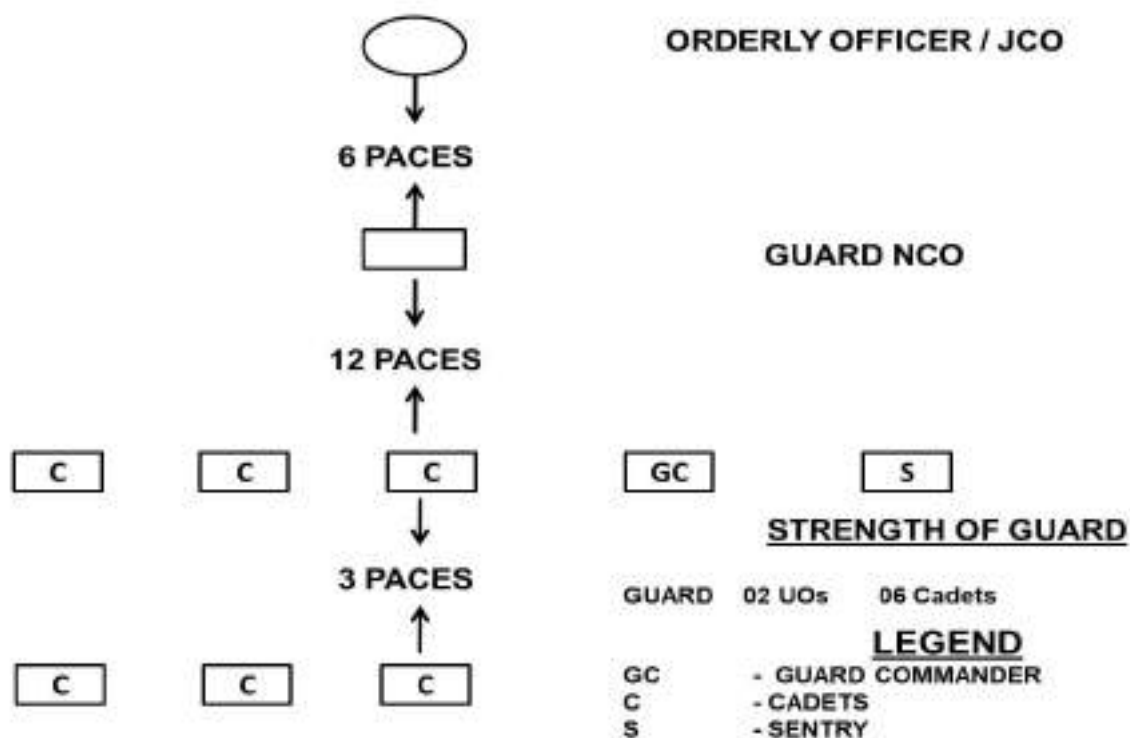 ORDERLY OFFICER / JCO
6 PACES
GUARD NCO
12 PACES
C C C GC S
STRENGTH OF GUARD
3 PACES
GUARD 02 UOs 06 Cadets
LEGEND
C C C
GC - GUARD COMMANDER
C - CADETS
S - SENTRY